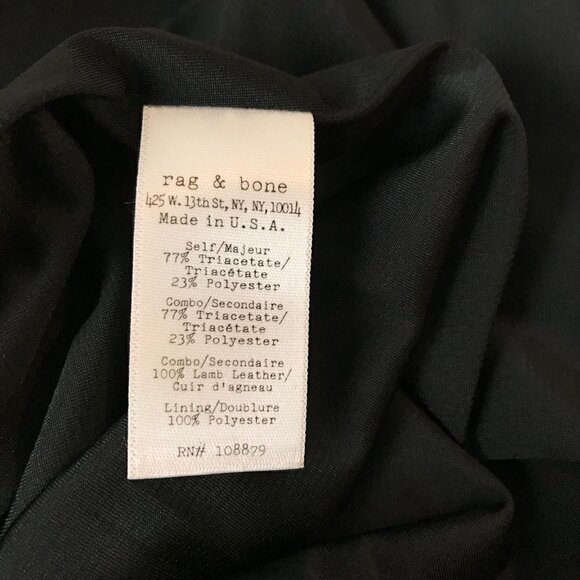 rag & bone
425 W. 13th St, NY, NY, 10014
Made in U.S.A.
Self/Majeur
77% Triacetate/
Triacétate
23% Polyester
Combo/Secondaire
77% Triacetate/
Triacétate
23% Polyester
Combo/Secondaire
100% Lamb Leather/
Cuir d'agneau
Lining/Doublure
100% Polyester
RN# 108879